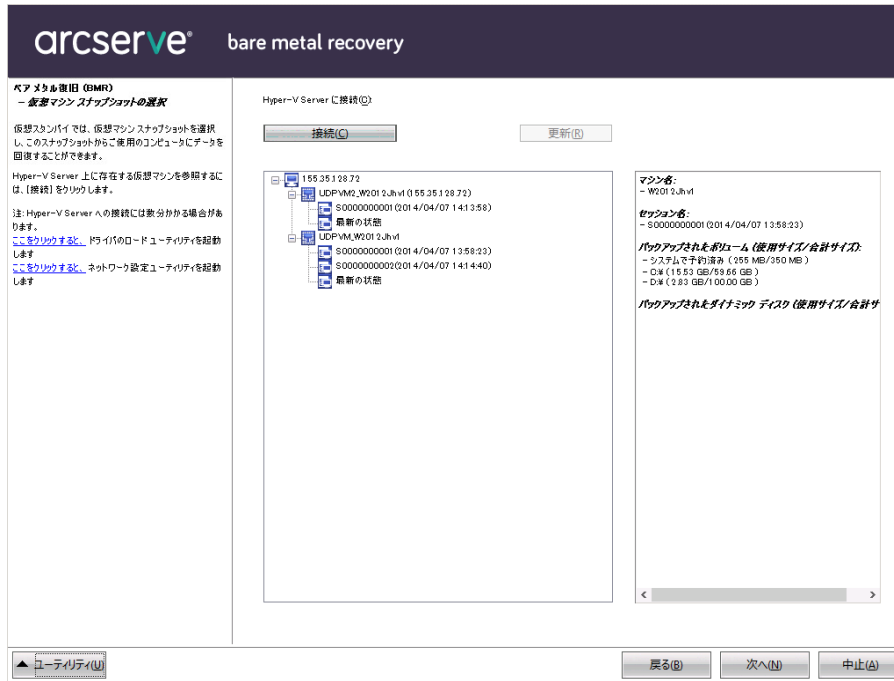 arcserve® bare metal recovery
ベア メタル復旧 (BMR)
- 仮想マシン スナップショットの選択
仮想スタンバイ では、仮想マシン スナップショットを選択
し、このスナップショットからご使用のコンピュータにデータを
回復することができます。
Hyper-V Server 上に存在する仮想マシンを参照するに
は、[接続] をクリックします。
注: Hyper-V Server への接続には数分かかる場合があ
ります。
ここをクリックすると、 ドライバのロード ユーティリティを起動
します
ここをクリックすると、 ネットワーク設定ユーティリティを起動
します
Hyper-V Server に接続(C):
接続(C)
更新(R)
155.35.128.72
UDPVM2_W2012Jhv1 (155.35.128.72)
S0000000001 (2014/04/07 14:13:58)
最新の状態
UDPVM_W2012Jhv1
S0000000001 (2014/04/07 13:58:23)
S0000000002(2014/04/07 14:14:40)
最新の状態
マシン名:
- W2012Jhv1
セッション名:
- S0000000001 (2014/04/07 13:58:23)
バックアップされたボリューム (使用サイズ/合計サイズ):
- システムで予約済み ( 255 MB/350 MB )
- C:¥ ( 15.53 GB/59.66 GB )
- D:¥ ( 2.83 GB/100.00 GB )
バックアップされたダイナミック ディスク (使用サイズ/合計サ
ユーティリティ(U)
戻る(B)
次へ(N)
中止(A)